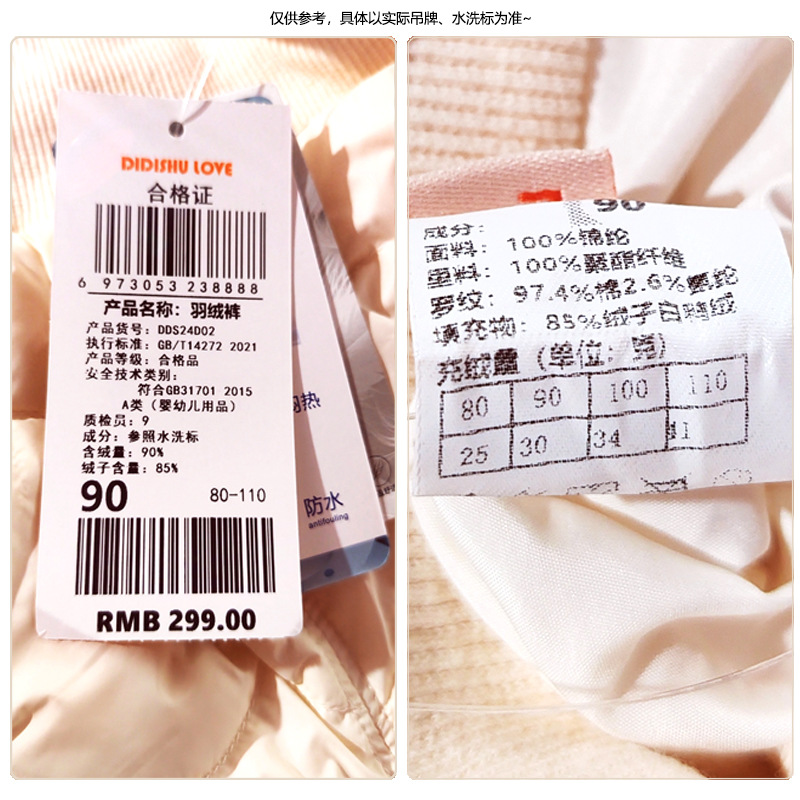 仅供参考，具体以实际吊牌、水洗标为准~
DIDISHU LOVE
合格证
6 973053 238888
产品名称：羽绒裤
产品货号：DDS24D02
执行标准：GB/T14272 2021
产品等级：合格品
安全技术类别：
符合GB31701 2015
A类（婴幼儿用品）
质检员：9
成分：参照水洗标
含绒量：90%
绒子含量：85%
90 80-110
RMB 299.00
防水
antifouling
90
成分：
面料：100%锦纶
里料：100%聚酯纤维
罗纹：97.4%棉2.6%氨纶
填充物：85%绒子白鸭绒
充绒量（单位：克）
80 90 100 110
25 30 34 41